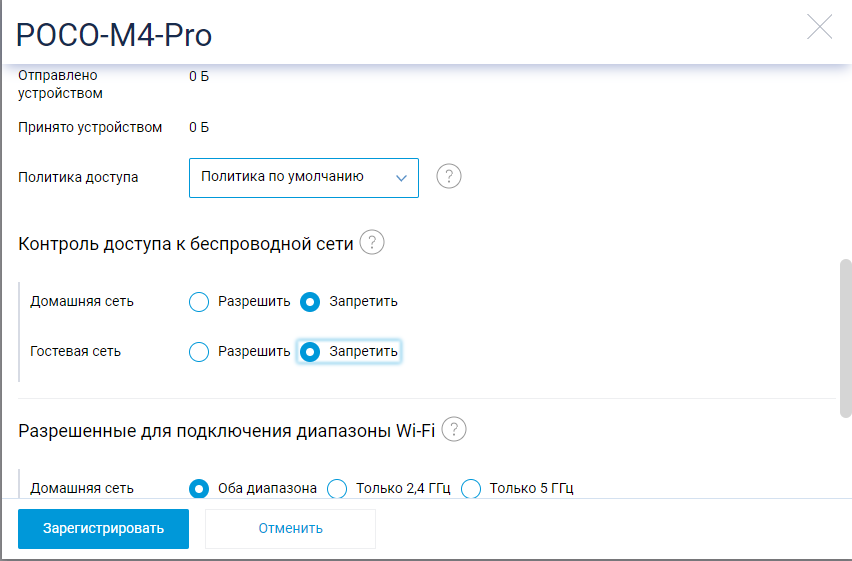 POCO-M4-Pro
Отправлено
устройством
0 Б
Принято устройством 0 Б
Политика доступа Политика по умолчанию ?
Контроль доступа к беспроводной сети ?
Домашняя сеть Разрешить Запретить
Гостевая сеть Разрешить Запретить
Разрешенные для подключения диапазоны Wi-Fi ?
Домашняя сеть Оба диапазона Только 2,4 ГГц Только 5 ГГц
Зарегистрировать Отменить